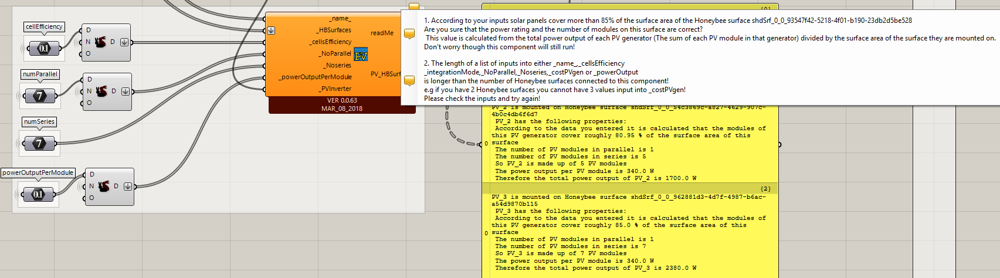 cellEfficiency
0.1
D
N
O
D
numParallel
7
D
N
O
D
numSeries
7
powerOutputPerModule
0.1
D
N
O
D
_name_
_HBSurfaces
_cellsEfficiency
_NoParallel
_Noseries
_powerOutputPerModule
_PVInverter
readMe
PV
PV_HBSurf
VER 0.0.63
MAR_08_2018
1. According to your inputs solar panels cover more than 85% of the surface area of the Honeybee surface shdSrf_0_0_93547f42-5218-4f01-b190-23db2d5be528
Are you sure that the power rating and the number of modules on this surface are correct?
This value is calculated from the total power output of each PV generator (The sum of each PV module in that generator) divided by the surface area of the surface they are mounted on.
Don't worry though this component will still run!
2. The length of a list of inputs into either _name_,_cellsEfficiency
_integrationMode,_NoParallel,_Noseries,_costPVgen or _powerOutput
is longer than the number of Honeybee surfaces connected to this component!
e.g if you have 2 Honeybee surfaces you cannot have 3 values input into _costPVgen!
Please check the inputs and try again!
PV_2 is mounted on Honeybee surface shdSrf_0_0_54c3869c-a827-4629-907c-
4b0c4db6f6d7
PV_2 has the following properties:
According to the data you entered it is calculated that the modules of
this PV generator cover roughly 80.95 % of the surface area of this
0 surface
The number of PV modules in parallel is 1
The number of PV modules in series is 5
So PV_2 is made up of 5 PV modules
The power output per PV module is 340.0 W
Therefore the total power output of PV_2 is 1700.0 W
{2}
PV_3 is mounted on Honeybee surface shdSrf_0_0_962881d3-4d7f-4987-b6ac-
a54d9870b115
PV_3 has the following properties:
According to the data you entered it is calculated that the modules of
this PV generator cover roughly 85.0 % of the surface area of this
0 surface
The number of PV modules in parallel is 1
The number of PV modules in series is 7
So PV_3 is made up of 7 PV modules
The power output per PV module is 340.0 W
Therefore the total power output of PV_3 is 2380.0 W